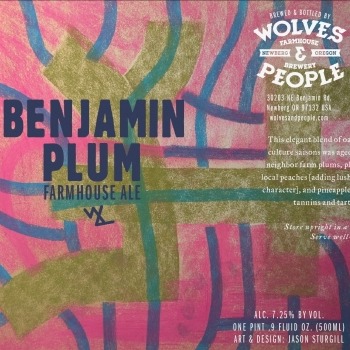 BREWED & BOTTLED BY
WOLVES
FARMHOUSE
NEWBERG & OREGON
BREWERY
PEOPLE
30203 NE Benjamin Rd.
Newberg OR 97132 USA
wolvesandpeople.com
BENJAMIN
PLUM
FARMHOUSE ALE
This elegant blend of oa
culture saisons was aged
neighbor farm plums, pl
local peaches [adding lush
character], and pineapple
tannins and tart
Store upright in a
Serve well
ALC. 7.25% BY VOL.
ONE PINT .9 FLUID OZ. (500ML)
ART & DESIGN: JASON STURGILL